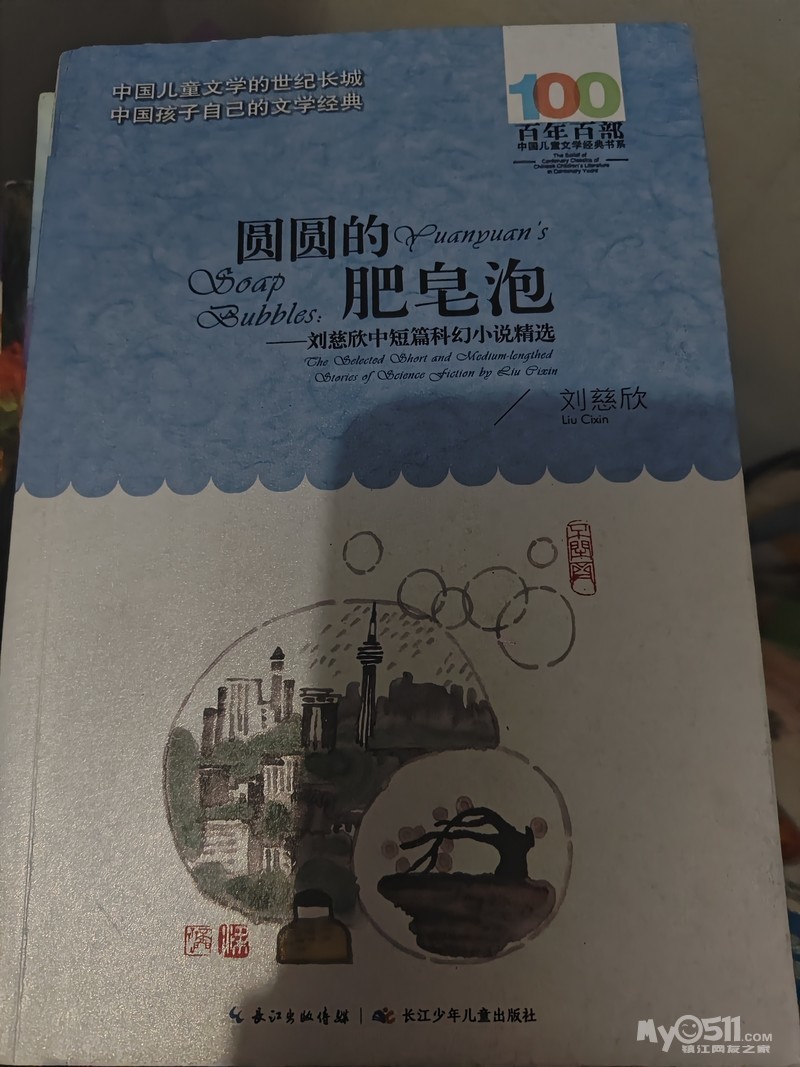 中国儿童文学的世纪长城
中国孩子自己的文学经典
100
百年百部
中国儿童文学经典书系
圆圆的 Yuanyuan's
Soap 肥皂泡
Bubbles:
——刘慈欣中短篇科幻小说精选
The Selected Short and Medium-lengthed
Stories of Science Fiction by Liu Cixin
刘慈欣
Liu Cixin
长江出版传媒 | 长江少年儿童出版社
My0511.COM
镇江网友之家